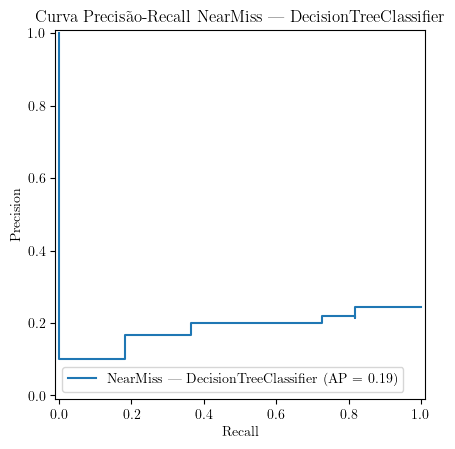 Curva Precisão-Recall NearMiss — DecisionTreeClassifier
1.0
0.8
0.6
0.4
0.2
0.0
Precision
NearMiss — DecisionTreeClassifier (AP = 0.19)
0.0 0.2 0.4 0.6 0.8 1.0
Recall